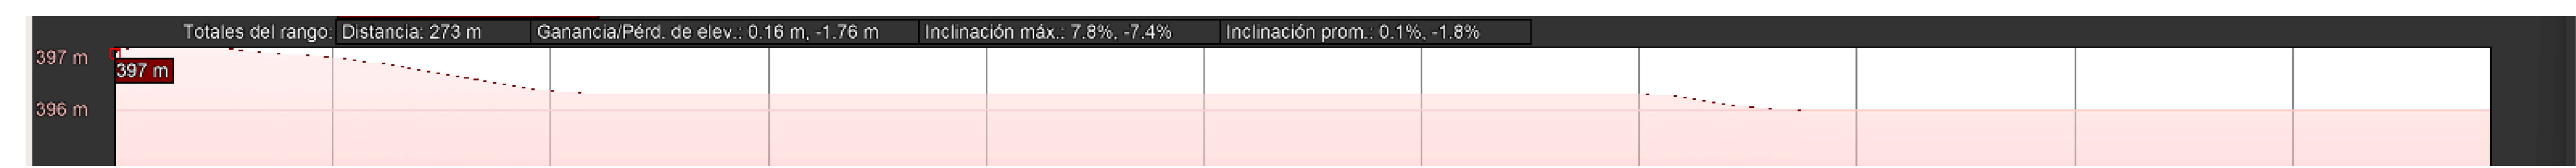 Totales del rango: Distancia: 273 m Ganancia/Pérd. de elev.: 0.16 m, -1.76 m Inclinación máx.: 7.8%, -7.4% Inclinación prom.: 0.1%, -1.8%
397 m
397 m
396 m